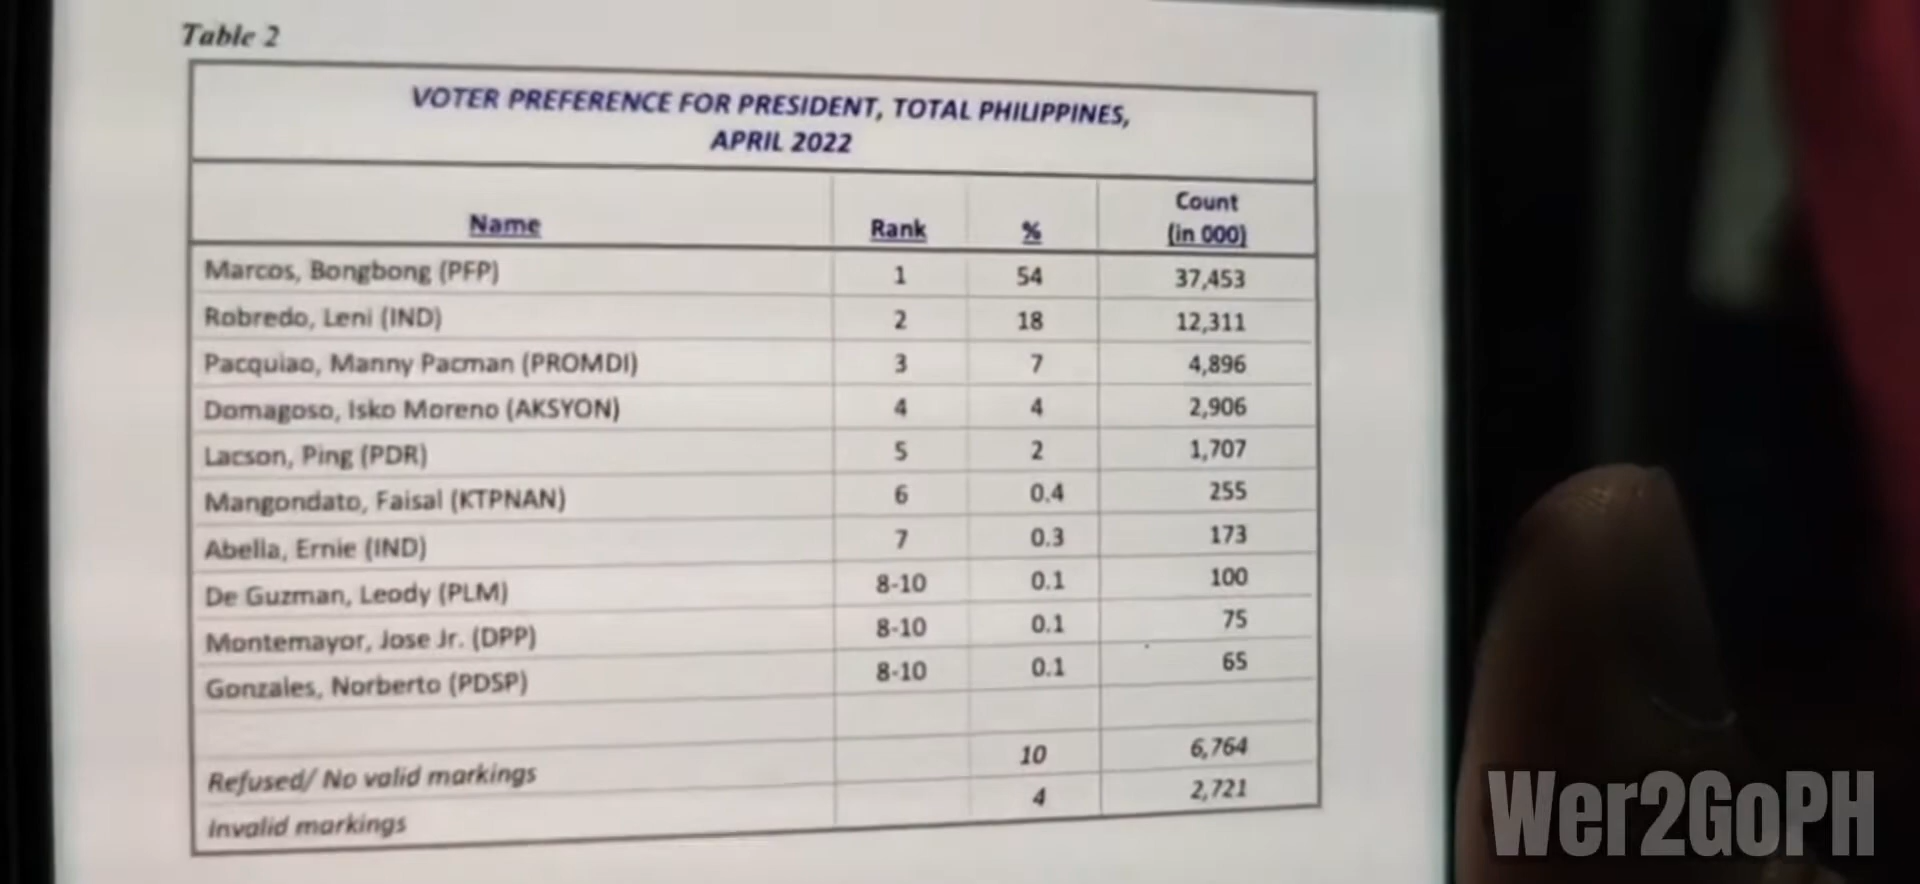 Table 2
VOTER PREFERENCE FOR PRESIDENT, TOTAL PHILIPPINES,
APRIL 2022
Name Rank % Count (in 000)
Marcos, Bongbong (PFP) 1 54 37,453
Robredo, Leni (IND) 2 18 12,311
Pacquiao, Manny Pacman (PROMDI) 3 7 4,896
Domagoso, Isko Moreno (AKSYON) 4 4 2,906
Lacson, Ping (PDR) 5 2 1,707
Mangondato, Faisal (KTPNAN) 6 0.4 255
Abella, Ernie (IND) 7 0.3 173
De Guzman, Leody (PLM) 8-10 0.1 100
Montemayor, Jose Jr. (DPP) 8-10 0.1 75
Gonzales, Norberto (PDSP) 8-10 0.1 65
Refused/ No valid markings 10 6,764
Invalid markings 4 2,721
Wer2GoPH